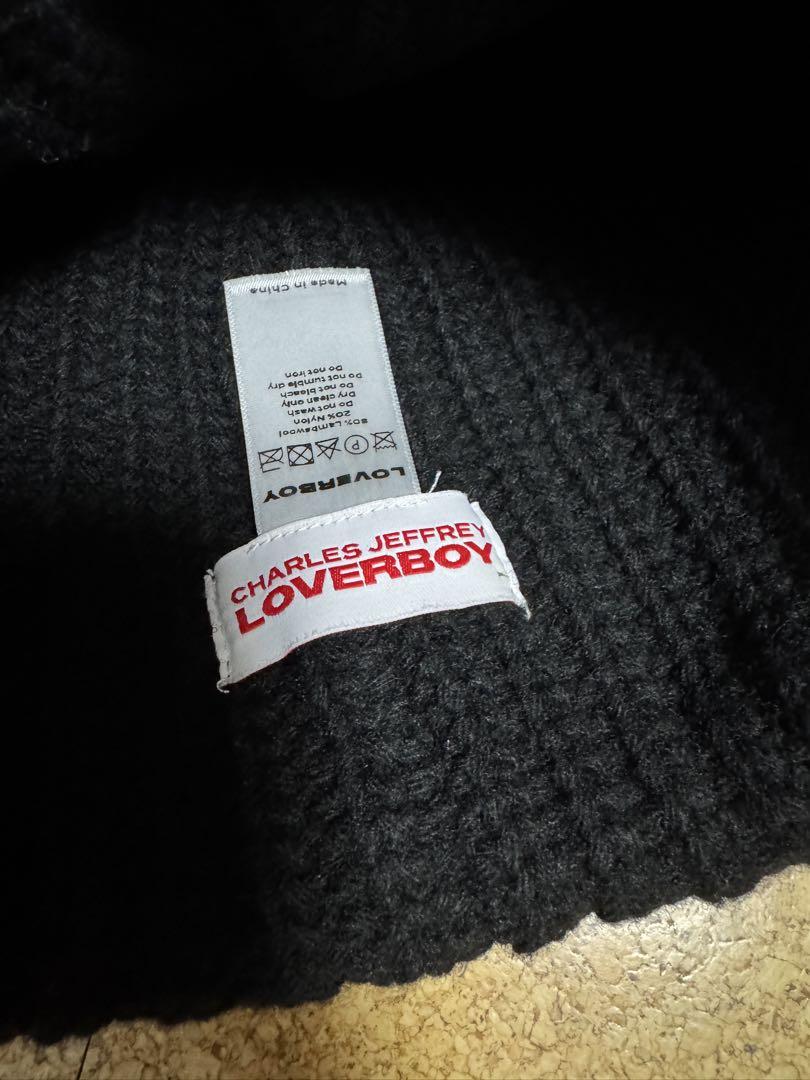 CHARLES JEFFREY
LOVERBOY
LOVERBOY
80% Lambswool
20% Nylon
Do not wash
Dry clean only
Do not bleach
Do not tumble dry
Do not iron
Made in China